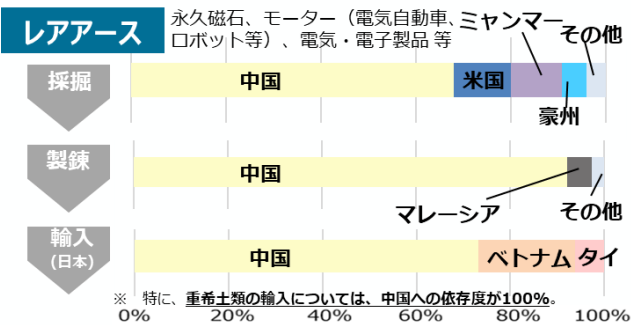 レアアース
永久磁石、モーター（電気自動車、
ロボット等）、電気・電子製品 等
ミャンマー
その他
採掘
中国
米国
豪州
製錬
中国
マレーシア
その他
輸入
(日本)
中国
ベトナム
タイ
※　特に、重希土類の輸入については、中国への依存度が100％。
0%
20%
40%
60%
80%
100%